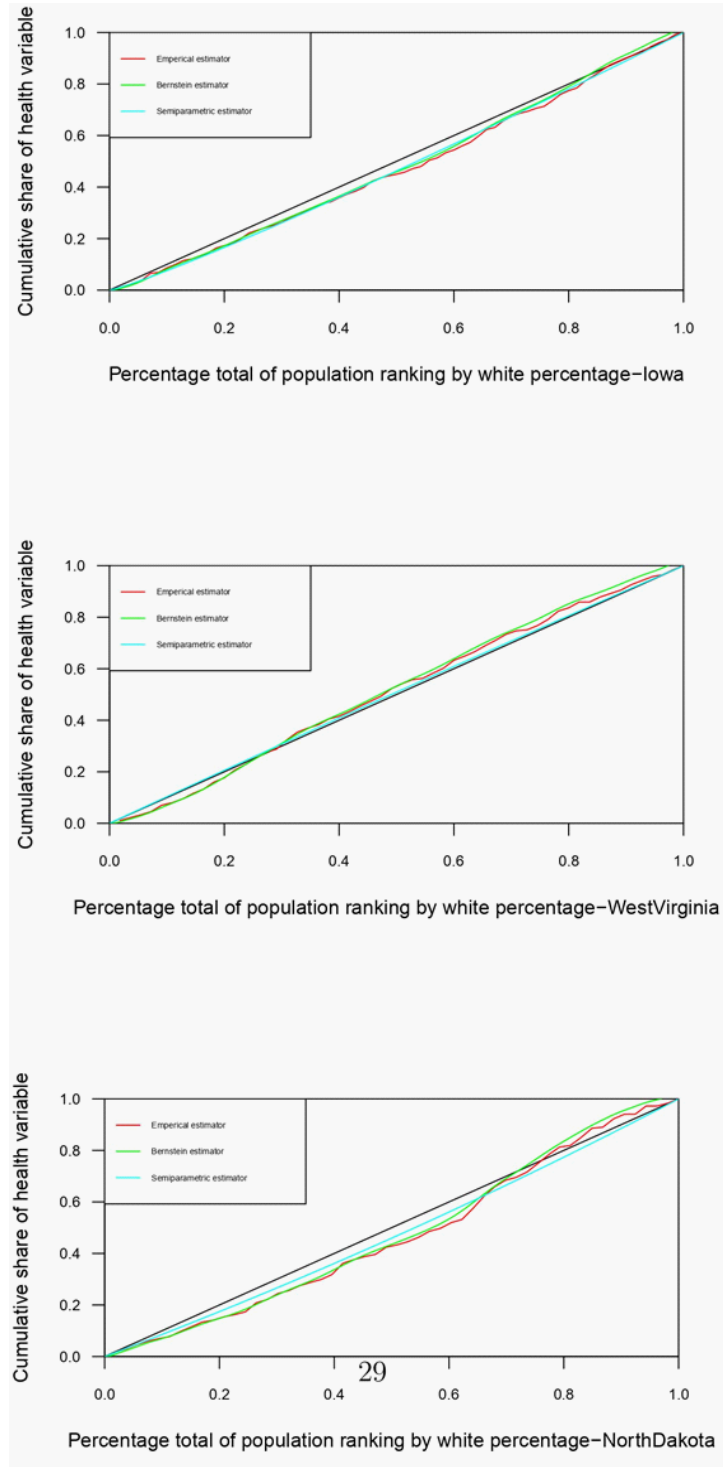 Cumulative share of health variable
1.0
0.8
0.6
0.4
0.2
0.0
Emperical estimator
Bernstein estimator
Semiparametric estimator
0.0 0.2 0.4 0.6 0.8 1.0
Percentage total of population ranking by white percentage−Iowa
Cumulative share of health variable
1.0
0.8
0.6
0.4
0.2
0.0
Emperical estimator
Bernstein estimator
Semiparametric estimator
0.0 0.2 0.4 0.6 0.8 1.0
Percentage total of population ranking by white percentage−WestVirginia
Cumulative share of health variable
1.0
0.8
0.6
0.4
0.2
0.0
Emperical estimator
Bernstein estimator
Semiparametric estimator
29
0.0 0.2 0.4 0.6 0.8 1.0
Percentage total of population ranking by white percentage−NorthDakota